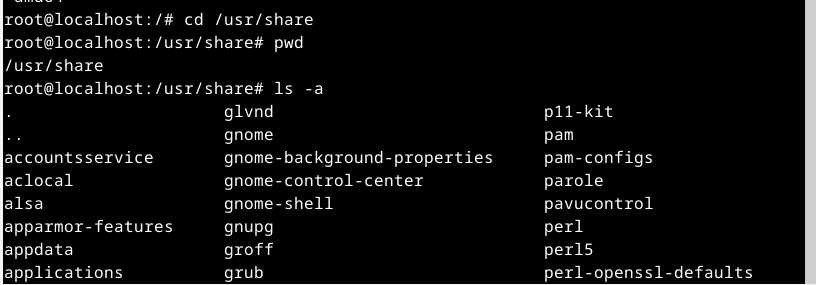 root@localhost:/# cd /usr/share
root@localhost:/usr/share# pwd
/usr/share
root@localhost:/usr/share# ls -a
. glvnd p11-kit
.. gnome pam
accountsservice gnome-background-properties pam-configs
aclocal gnome-control-center parole
alsa gnome-shell pavucontrol
apparmor-features gnupg perl
appdata groff perl5
applications grub perl-openssl-defaults